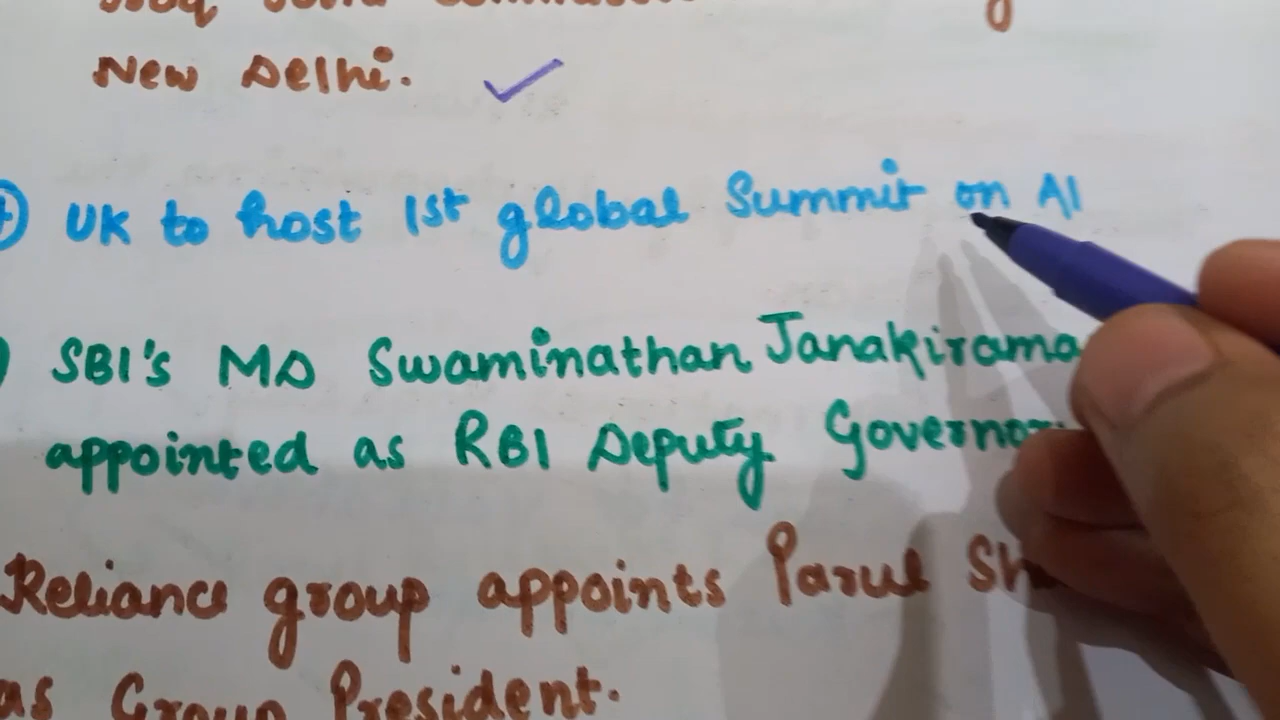 New Delhi.
UK to host 1st global Summit on AI
SBI's MD Swaminathan Janakirama
appointed as RBI Deputy Governor
Reliance group appoints Parul Sh
as Group President.